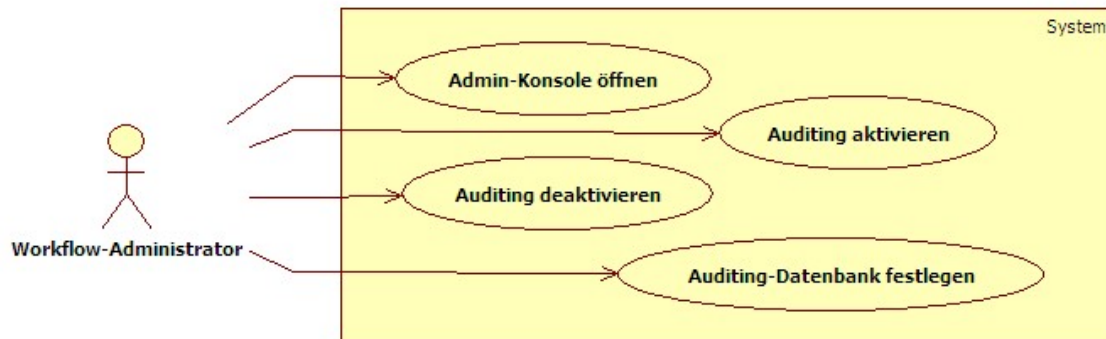 System
Admin-Konsole öffnen
Auditing aktivieren
Auditing deaktivieren
Workflow-Administrator
Auditing-Datenbank festlegen